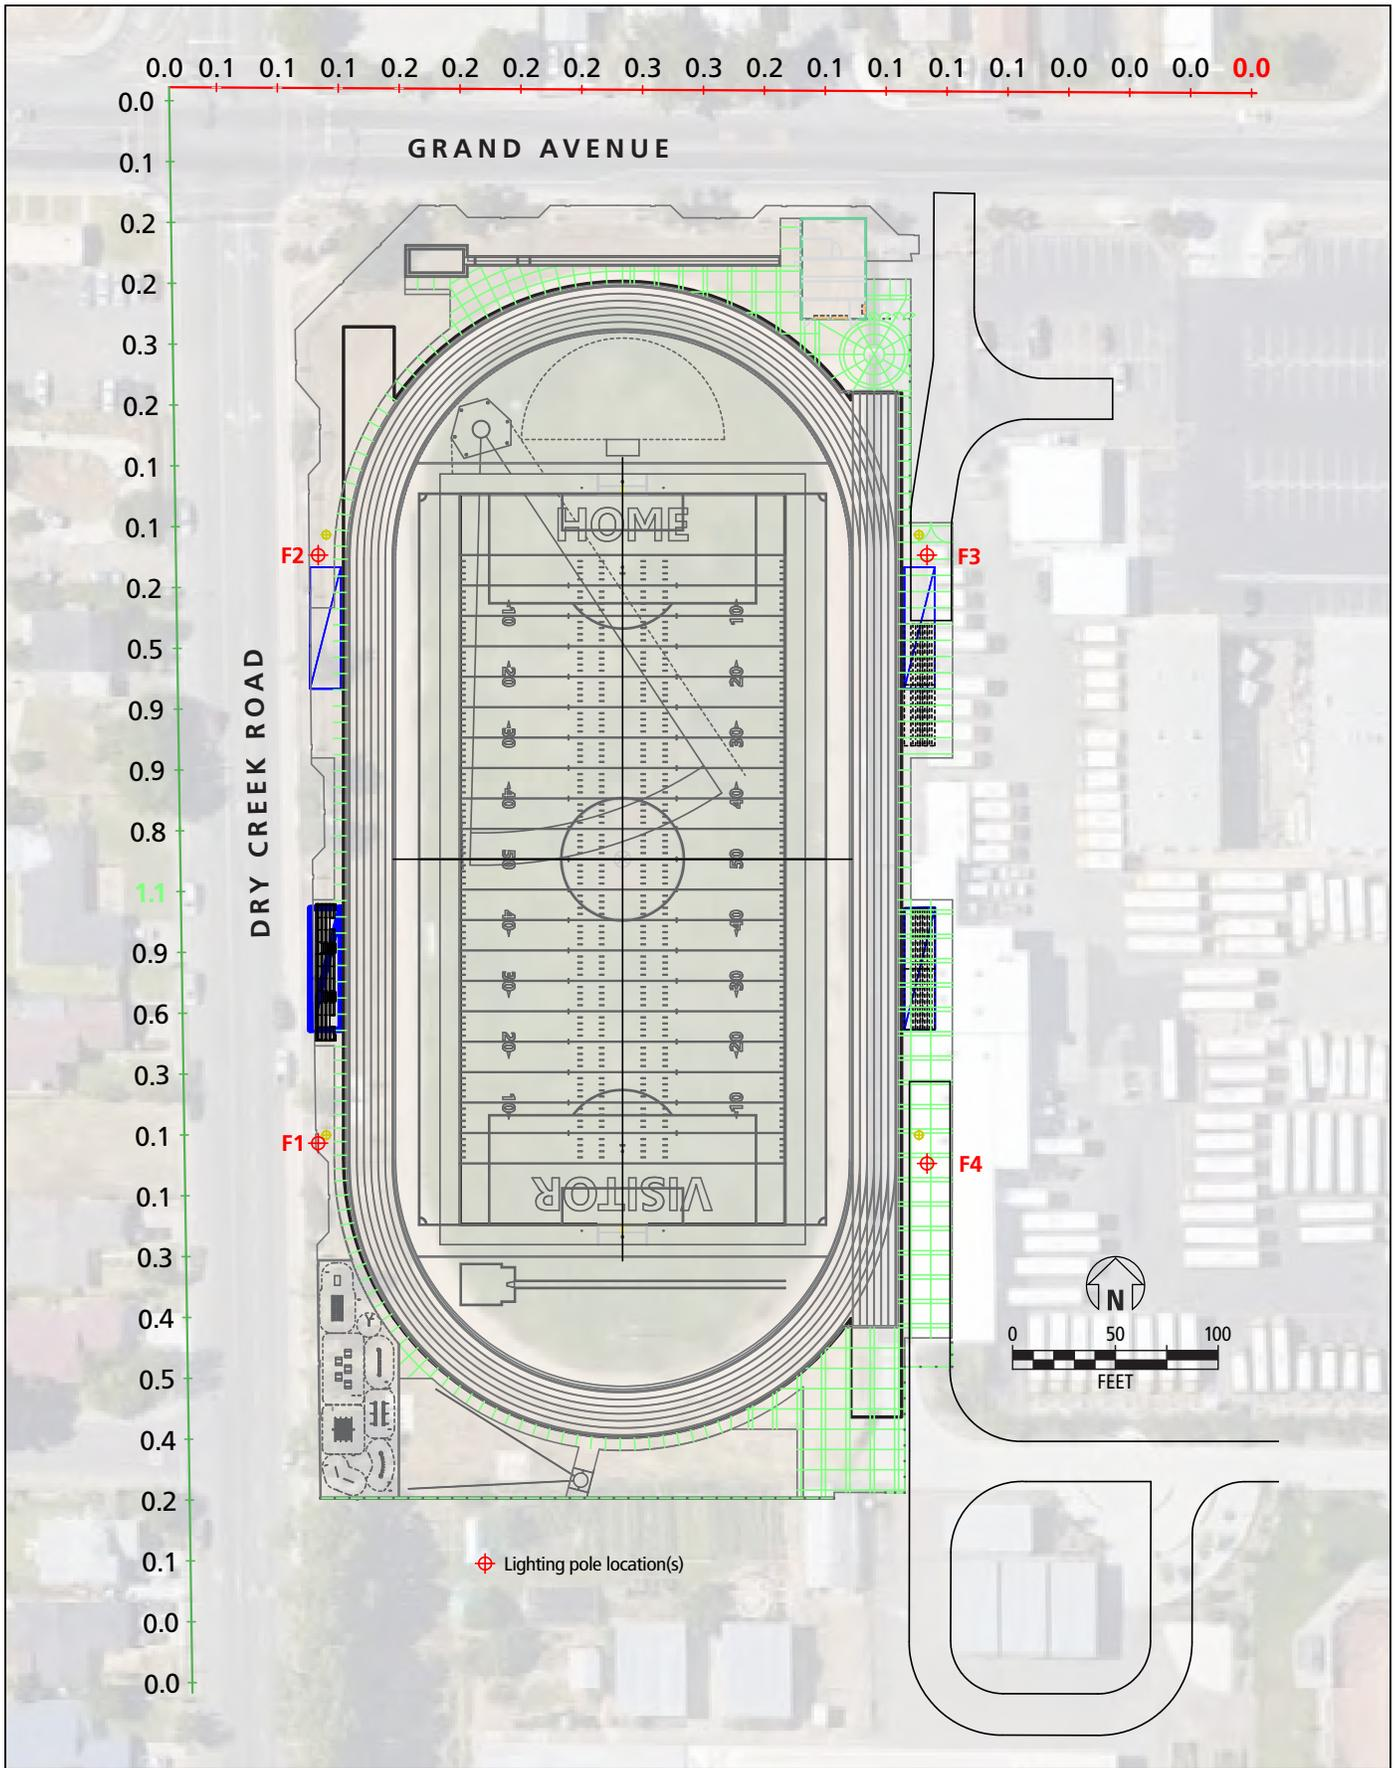 0.0 0.1 0.1 0.1 0.2 0.2 0.2 0.2 0.3 0.3 0.2 0.1 0.1 0.1 0.1 0.0 0.0 0.0 0.0
0.0
0.1
0.2
0.2
0.3
0.2
0.1
0.1
0.2
0.5
0.9
0.9
0.8
1.1
0.9
0.6
0.3
0.1
0.1
0.3
0.4
0.5
0.4
0.2
0.1
0.0
0.0
GRAND AVENUE
DRY CREEK ROAD
HOME
F2
F3
10 10
20 20
30 30
40 40
50 50
40 40
30 30
20 20
10 10
F1
F4
VISITOR
N
0 50 100
FEET
Lighting pole location(s)